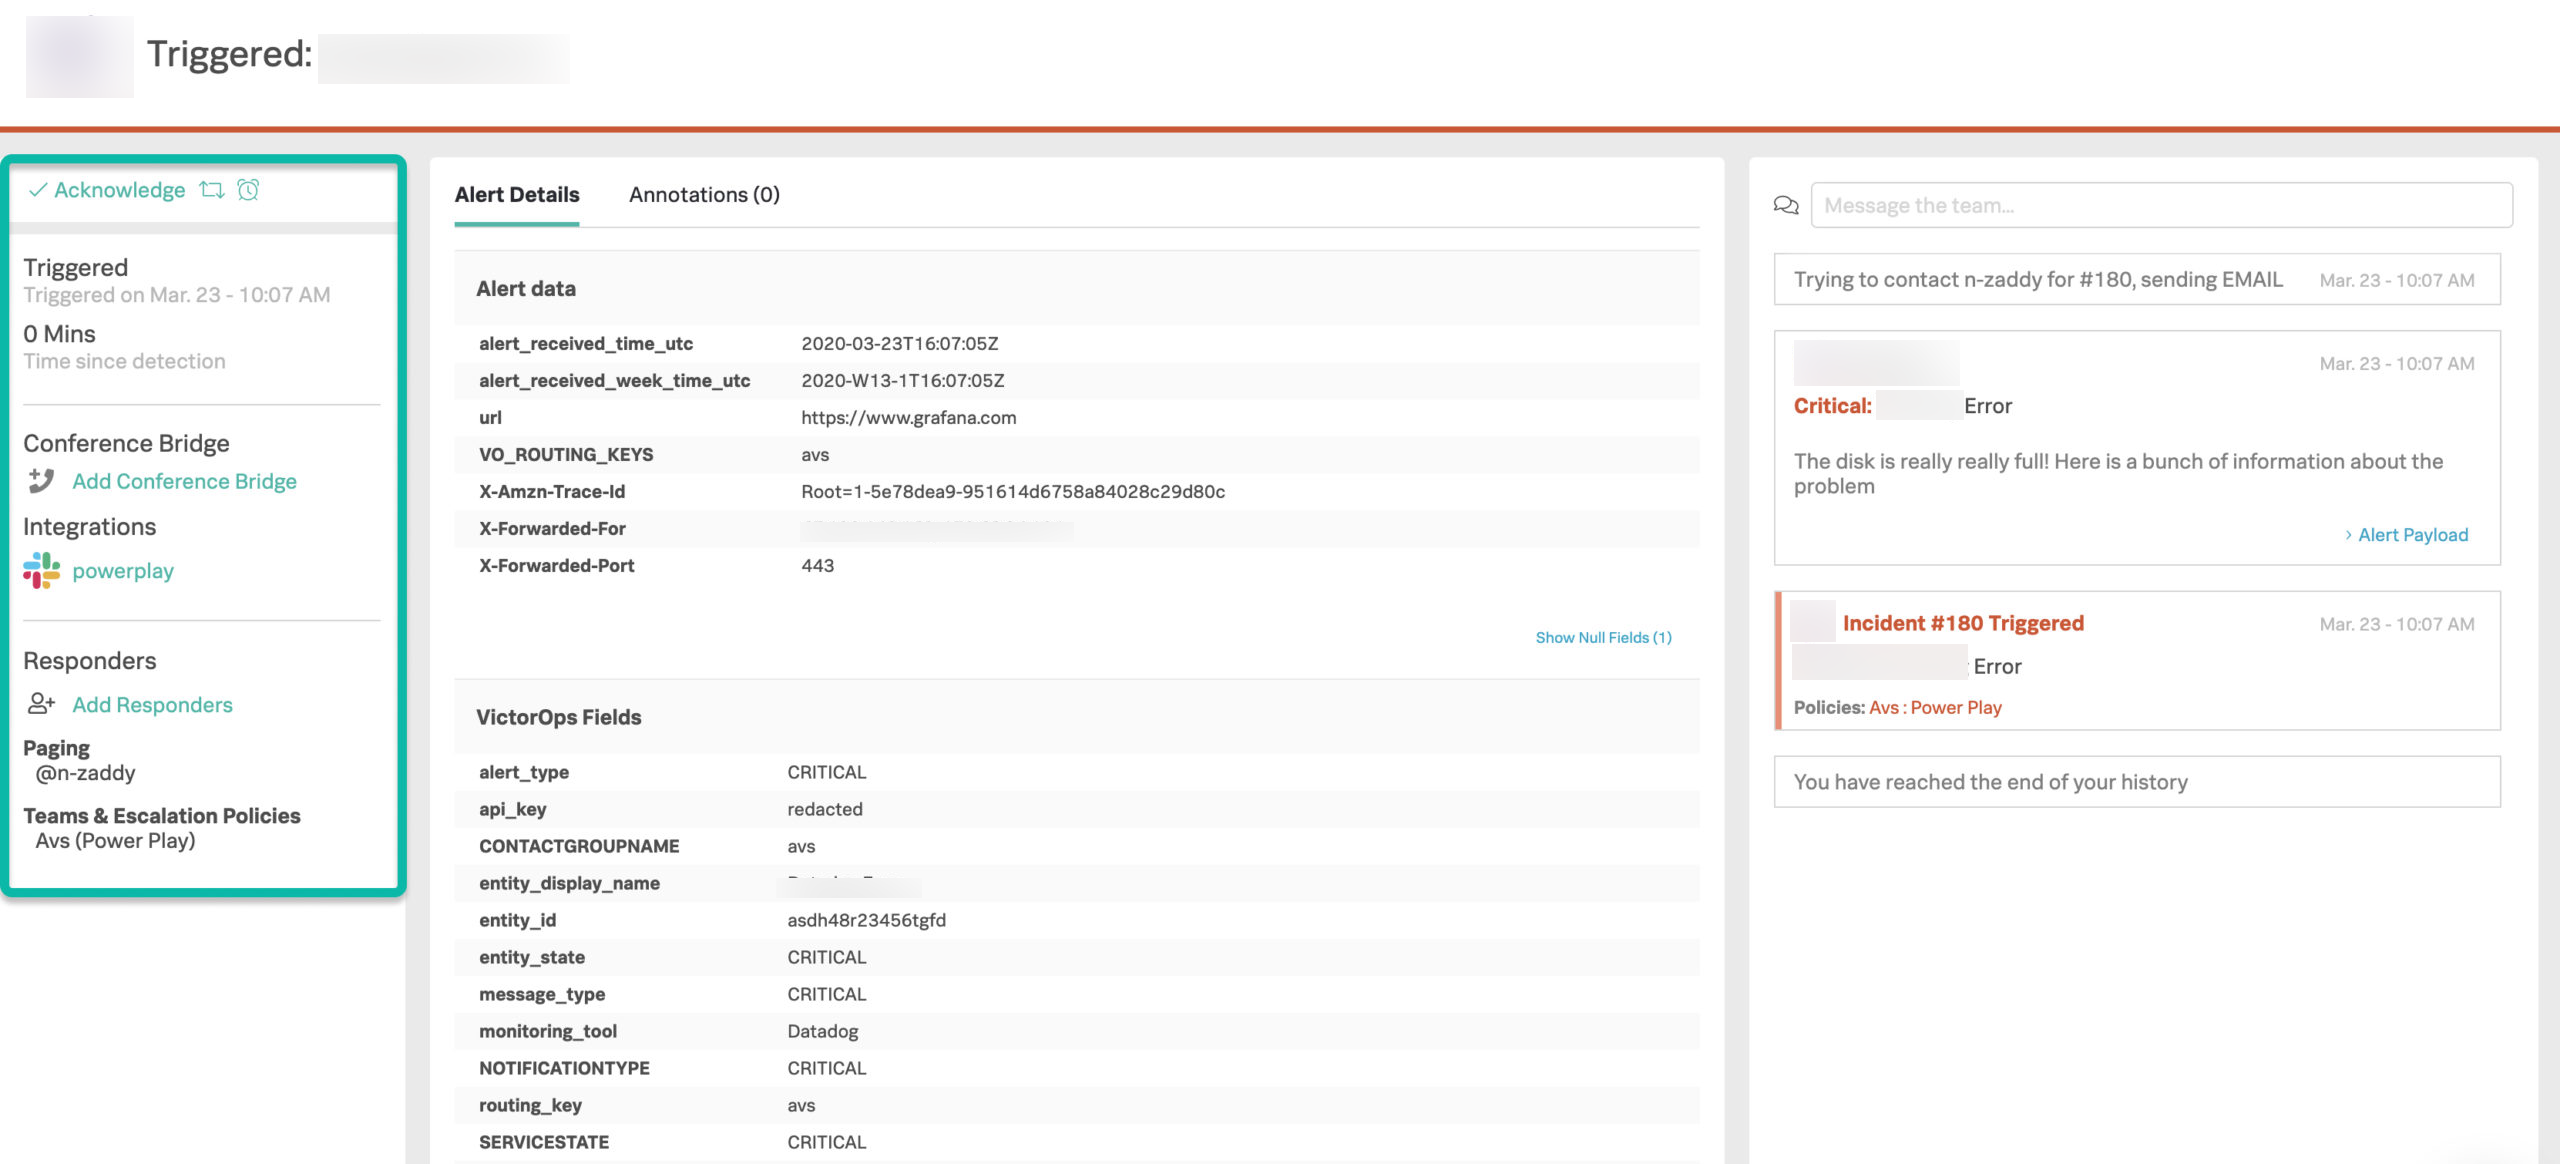 Triggered:
Acknowledge
Triggered
Triggered on Mar. 23 - 10:07 AM
0 Mins
Time since detection
Conference Bridge
Add Conference Bridge
Integrations
powerplay
Responders
Add Responders
Paging
@n-zaddy
Teams & Escalation Policies
Avs (Power Play)
Alert Details Annotations (0)
Alert data
alert_received_time_utc 2020-03-23T16:07:05Z
alert_received_week_time_utc 2020-W13-1T16:07:05Z
url https://www.grafana.com
VO_ROUTING_KEYS avs
X-Amzn-Trace-Id Root=1-5e78dea9-951614d6758a84028c29d80c
X-Forwarded-For
X-Forwarded-Port 443
Show Null Fields (1)
VictorOps Fields
alert_type CRITICAL
api_key redacted
CONTACTGROUPNAME avs
entity_display_name
entity_id asdh48r23456tgfd
entity_state CRITICAL
message_type CRITICAL
monitoring_tool Datadog
NOTIFICATIONTYPE CRITICAL
routing_key avs
SERVICESTATE CRITICAL
Message the team...
Trying to contact n-zaddy for #180, sending EMAIL Mar. 23 - 10:07 AM
Mar. 23 - 10:07 AM
Critical: Error
The disk is really really full! Here is a bunch of information about the
problem
> Alert Payload
Incident #180 Triggered Mar. 23 - 10:07 AM
Error
Policies: Avs : Power Play
You have reached the end of your history